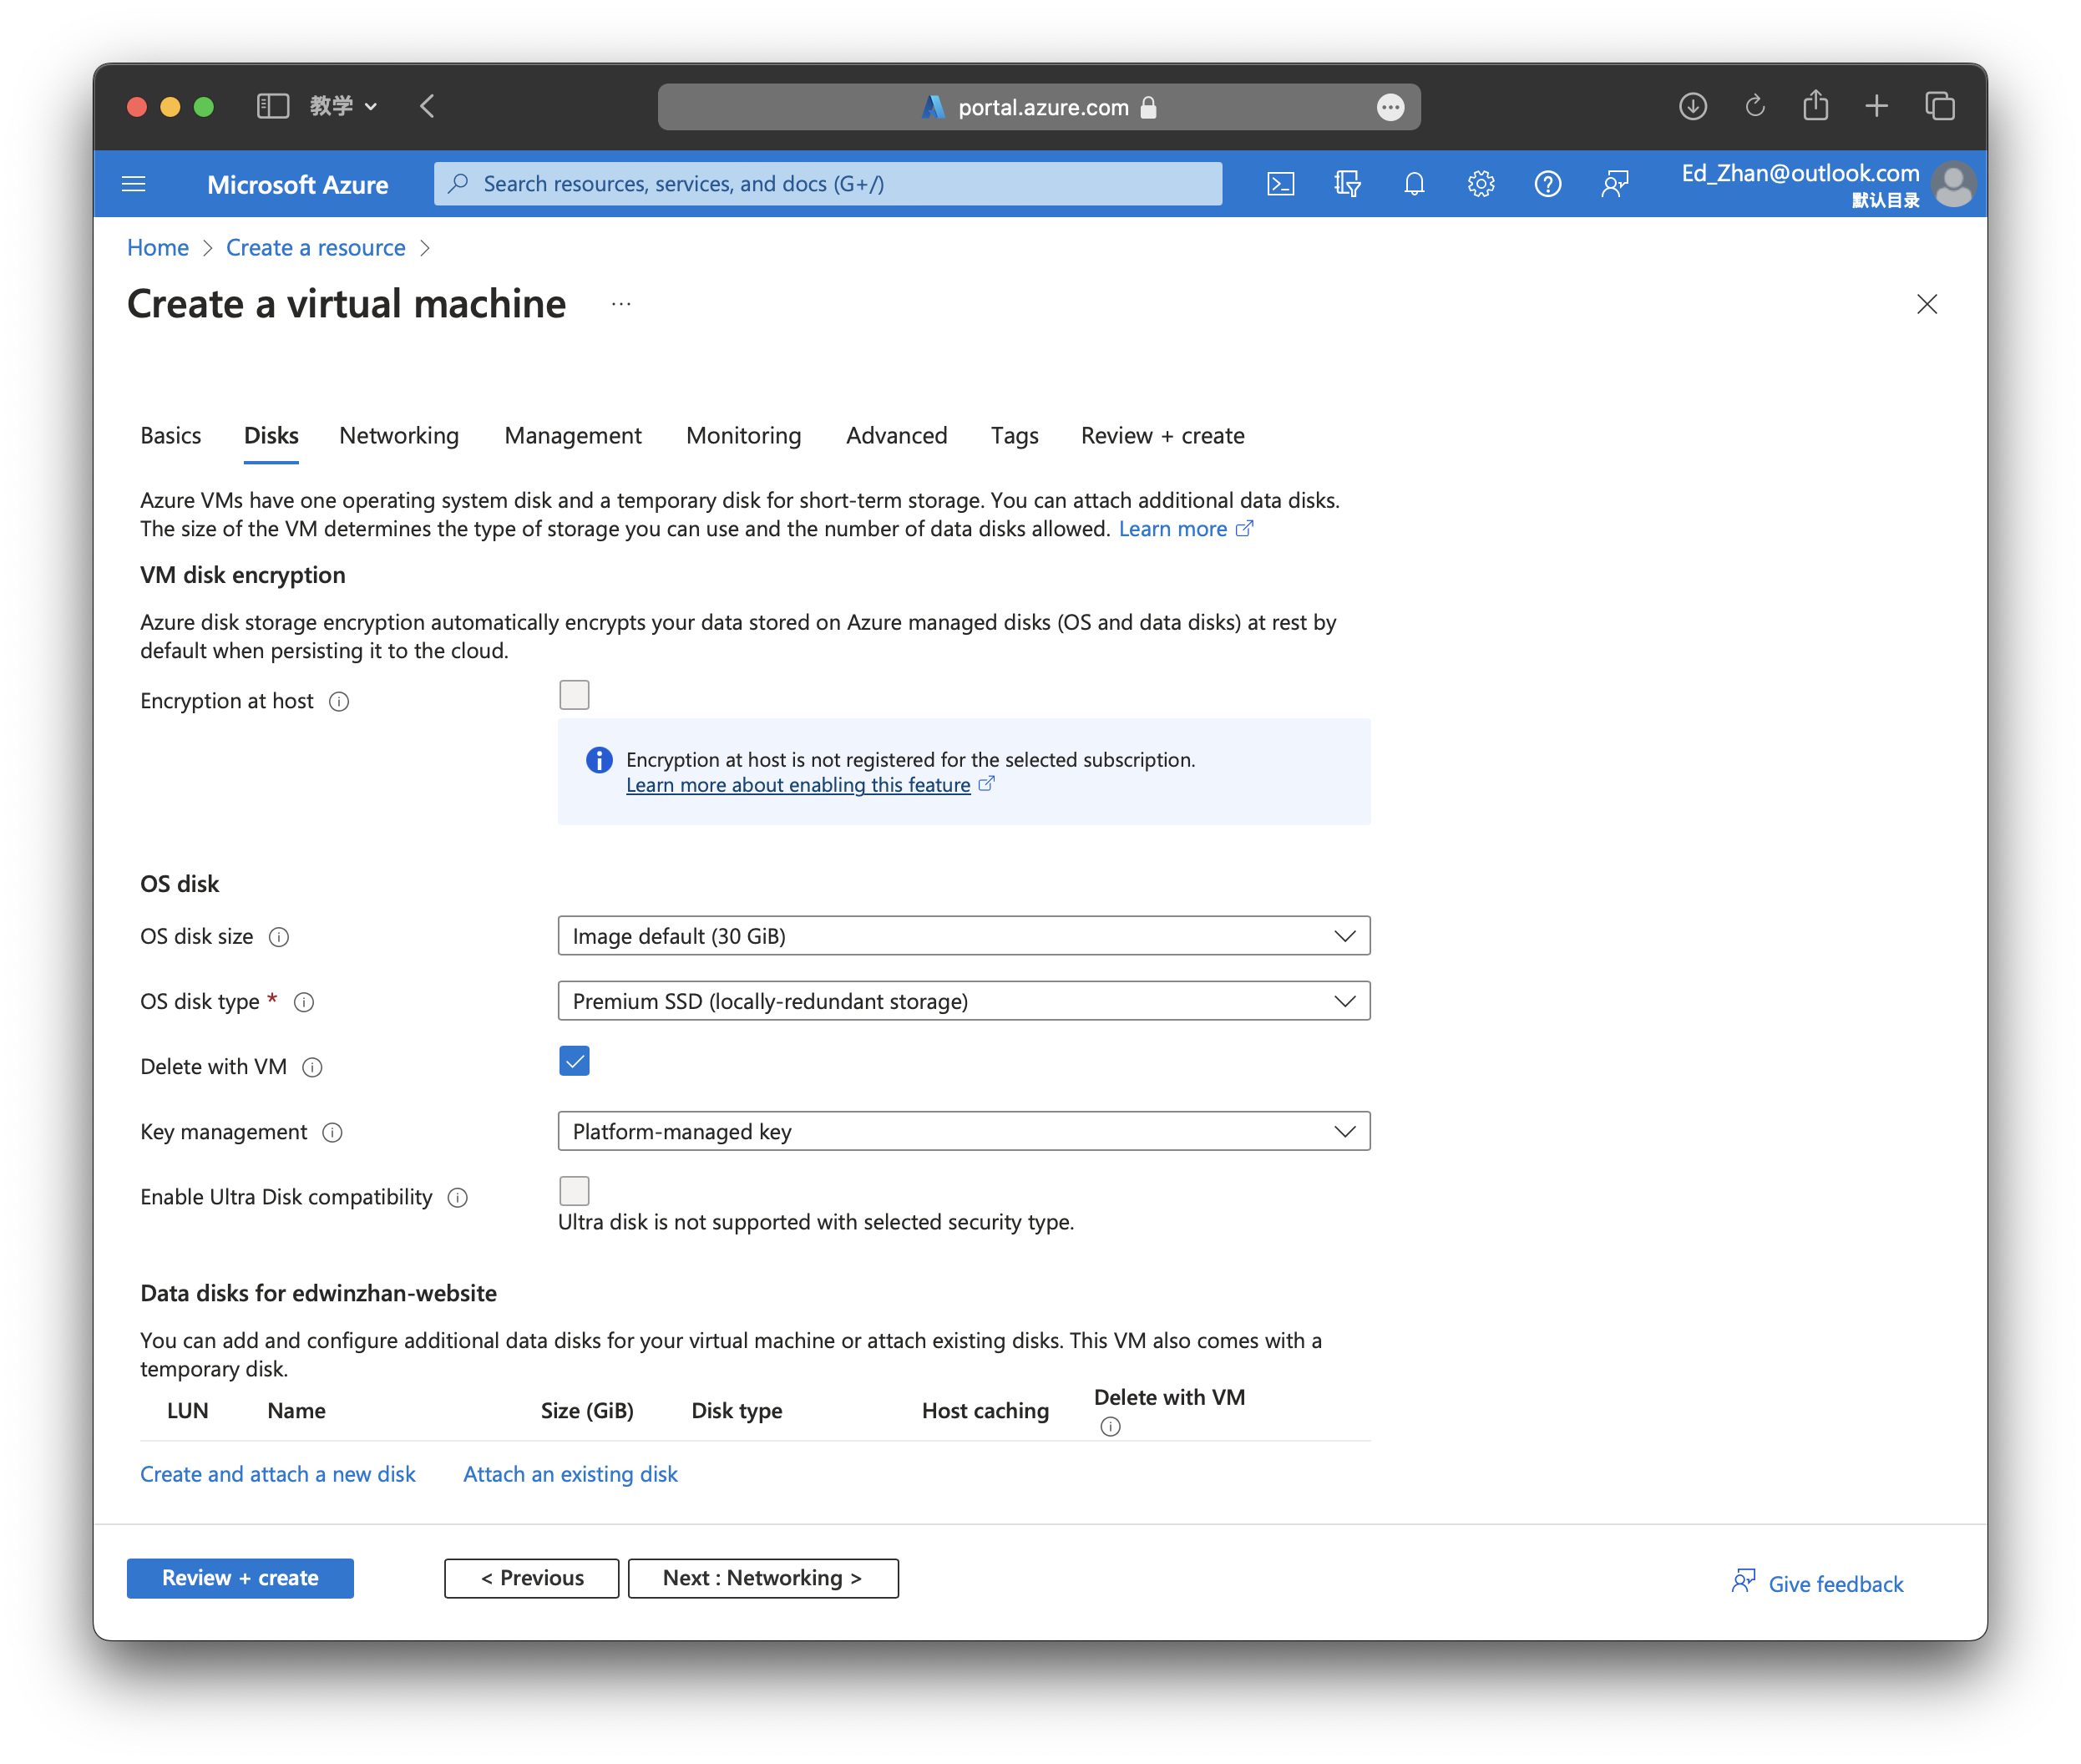 教学
portal.azure.com
Microsoft Azure
Search resources, services, and docs (G+/)
Ed_Zhan@outlook.com
默认目录
Home > Create a resource >
Create a virtual machine ...
Basics Disks Networking Management Monitoring Advanced Tags Review + create
Azure VMs have one operating system disk and a temporary disk for short-term storage. You can attach additional data disks.
The size of the VM determines the type of storage you can use and the number of data disks allowed. Learn more
VM disk encryption
Azure disk storage encryption automatically encrypts your data stored on Azure managed disks (OS and data disks) at rest by
default when persisting it to the cloud.
Encryption at host
Encryption at host is not registered for the selected subscription.
Learn more about enabling this feature
OS disk
OS disk size Image default (30 GiB)
OS disk type * Premium SSD (locally-redundant storage)
Delete with VM
Key management Platform-managed key
Enable Ultra Disk compatibility
Ultra disk is not supported with selected security type.
Data disks for edwinzhan-website
You can add and configure additional data disks for your virtual machine or attach existing disks. This VM also comes with a
temporary disk.
LUN Name Size (GiB) Disk type Host caching Delete with VM
Create and attach a new disk Attach an existing disk
Review + create < Previous Next : Networking > Give feedback